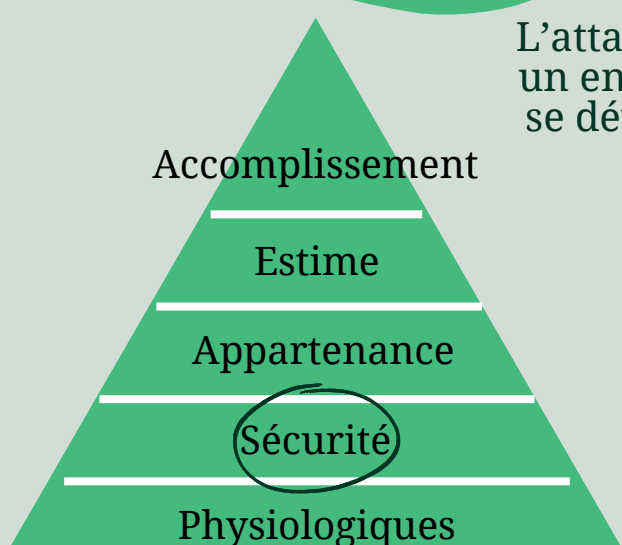 L'atta
un en
se dé
Accomplissement
Estime
Appartenance
Sécurité
Physiologiques